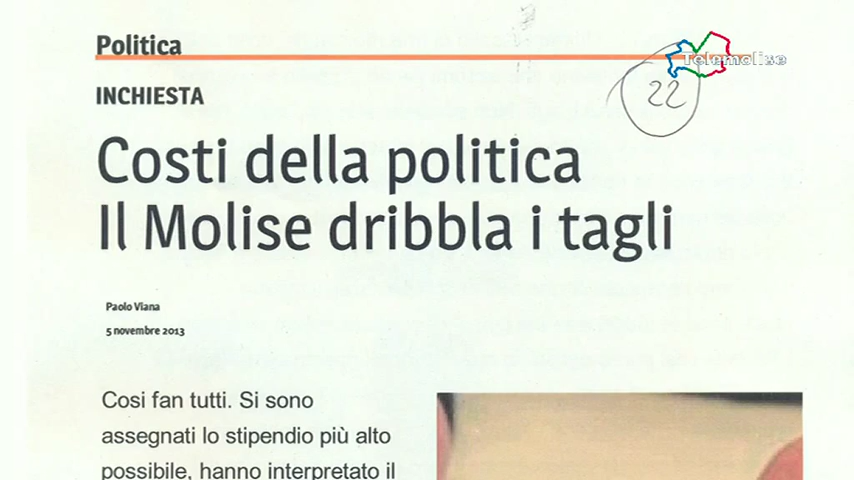 Politica
Telemolise
22
INCHIESTA
Costi della politica
Il Molise dribbla i tagli
Paolo Viana
5 novembre 2013
Cosi fan tutti. Si sono
assegnati lo stipendio più alto
possibile, hanno interpretato il